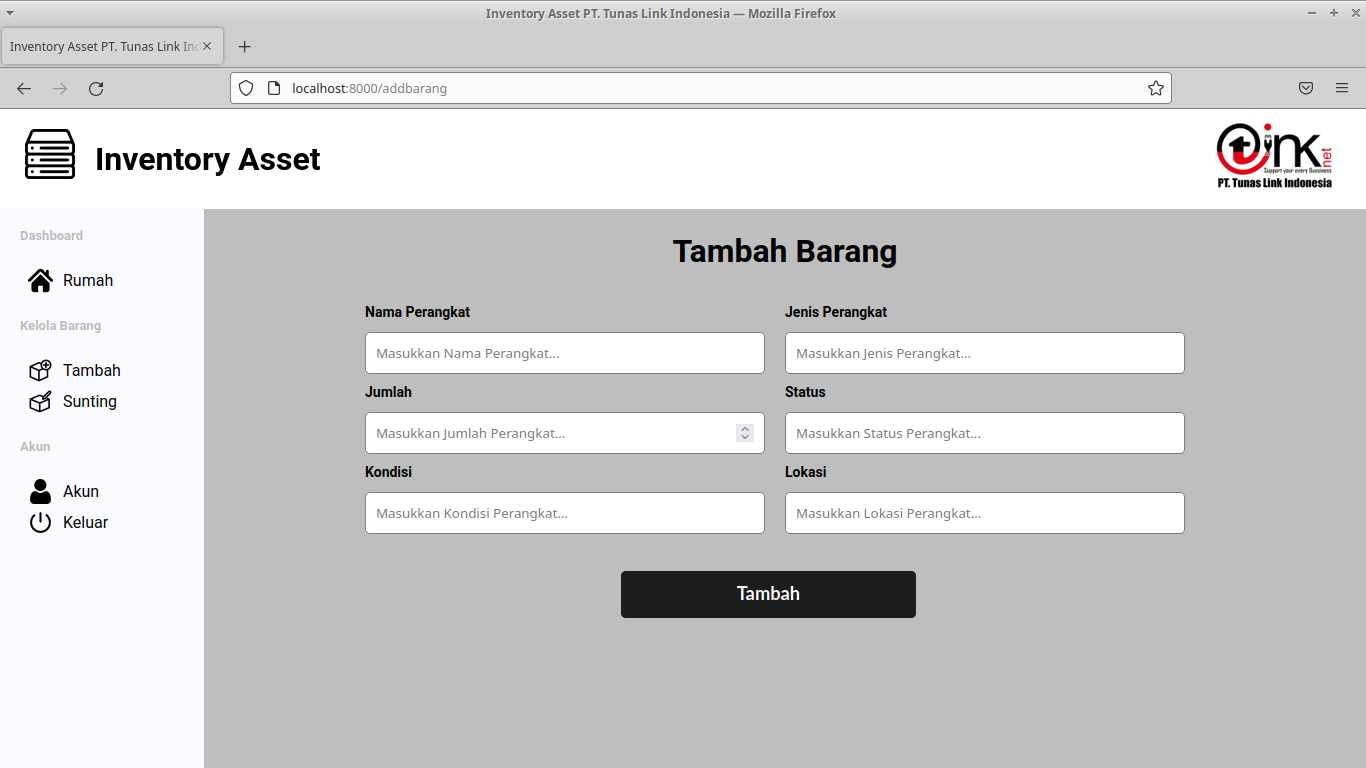 Inventory Asset PT. Tunas Link Indonesia — Mozilla Firefox
Inventory Asset PT. Tunas Link
localhost:8000/addbarang
Inventory Asset
tlink net
Support your every Bussiness
PT. Tunas Link Indonesia
Dashboard
Rumah
Kelola Barang
Tambah
Sunting
Akun
Akun
Keluar
Tambah Barang
Nama Perangkat
Jenis Perangkat
Masukkan Nama Perangkat...
Masukkan Jenis Perangkat...
Jumlah
Status
Masukkan Jumlah Perangkat...
Masukkan Status Perangkat...
Kondisi
Lokasi
Masukkan Kondisi Perangkat...
Masukkan Lokasi Perangkat...
Tambah